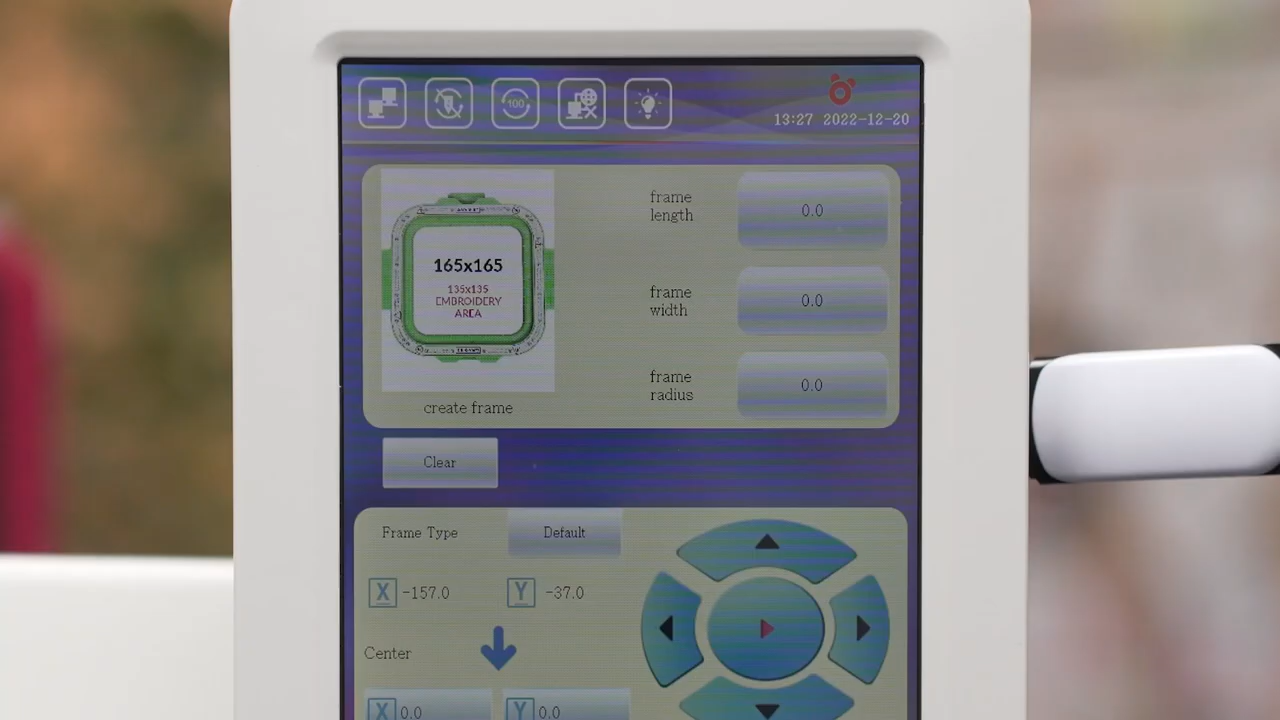 100
13:27 2022-12-20
165x165
135x135
EMBROIDERY
AREA
create frame
frame
length
0.0
frame
width
0.0
frame
radius
0.0
Clear
Frame Type
Default
X -157.0
Y -37.0
Center
X 0.0
Y 0.0